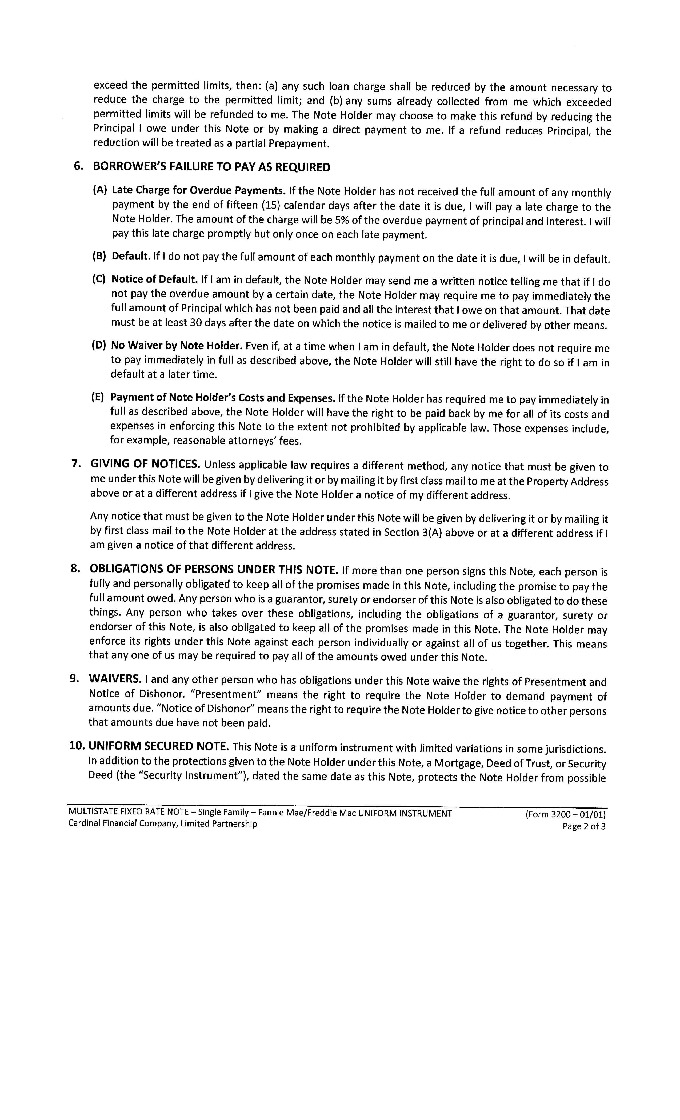 exceed the permitted limits, then: (a) any such loan charge shall be reduced by the amount necessary to
reduce the charge to the permitted limit; and (b) any sums already collected from me which exceeded
permitted limits will be refunded to me. The Note Holder may choose to make this refund by reducing the
Principal I owe under this Note or by making a direct payment to me. If a refund reduces Principal, the
reduction will be treated as a partial Prepayment.
6. BORROWER'S FAILURE TO PAY AS REQUIRED
(A) Late Charge for Overdue Payments. If the Note Holder has not received the full amount of any monthly
payment by the end of fifteen (15) calendar days after the date it is due, I will pay a late charge to the
Note Holder. The amount of the charge will be 5% of the overdue payment of principal and interest. I will
pay this late charge promptly but only once on each late payment.
(B) Default. If I do not pay the full amount of each monthly payment on the date it is due, I will be in default.
(C) Notice of Default. If I am in default, the Note Holder may send me a written notice telling me that if I do
not pay the overdue amount by a certain date, the Note Holder may require me to pay immediately the
full amount of Principal which has not been paid and all the interest that I owe on that amount. That date
must be at least 30 days after the date on which the notice is mailed to me or delivered by other means.
(D) No Waiver by Note Holder. Even if, at a time when I am in default, the Note Holder does not require me
to pay immediately in full as described above, the Note Holder will still have the right to do so if I am in
default at a later time.
(E) Payment of Note Holder's Costs and Expenses. If the Note Holder has required me to pay immediately in
full as described above, the Note Holder will have the right to be paid back by me for all of its costs and
expenses in enforcing this Note to the extent not prohibited by applicable law. Those expenses include,
for example, reasonable attorneys' fees.
7. GIVING OF NOTICES. Unless applicable law requires a different method, any notice that must be given to
me under this Note will be given by delivering it or by mailing it by first class mail to me at the Property Address
above or at a different address if I give the Note Holder a notice of my different address.
Any notice that must be given to the Note Holder under this Note will be given by delivering it or by mailing it
by first class mail to the Note Holder at the address stated in Section 3(A) above or at a different address if I
am given a notice of that different address.
8. OBLIGATIONS OF PERSONS UNDER THIS NOTE. If more than one person signs this Note, each person is
fully and personally obligated to keep all of the promises made in this Note, including the promise to pay the
full amount owed. Any person who is a guarantor, surety or endorser of this Note is also obligated to do these
things. Any person who takes over these obligations, including the obligations of a guarantor, surety or
endorser of this Note, is also obligated to keep all of the promises made in this Note. The Note Holder may
enforce its rights under this Note against each person individually or against all of us together. This means
that any one of us may be required to pay all of the amounts owed under this Note.
9. WAIVERS. I and any other person who has obligations under this Note waive the rights of Presentment and
Notice of Dishonor. "Presentment" means the right to require the Note Holder to demand payment of
amounts due. "Notice of Dishonor" means the right to require the Note Holder to give notice to other persons
that amounts due have not been paid.
10. UNIFORM SECURED NOTE. This Note is a uniform instrument with limited variations in some jurisdictions.
In addition to the protections given to the Note Holder under this Note, a Mortgage, Deed of Trust, or Security
Deed (the "Security Instrument"), dated the same date as this Note, protects the Note Holder from possible
MULTISTATE FIXED RATE NOTE – Single Family – Fannie Mae/Freddie Mac UNIFORM INSTRUMENT (Form 3200 – 01/01)
Cardinal Financial Company, Limited Partnership Page 2 of 3